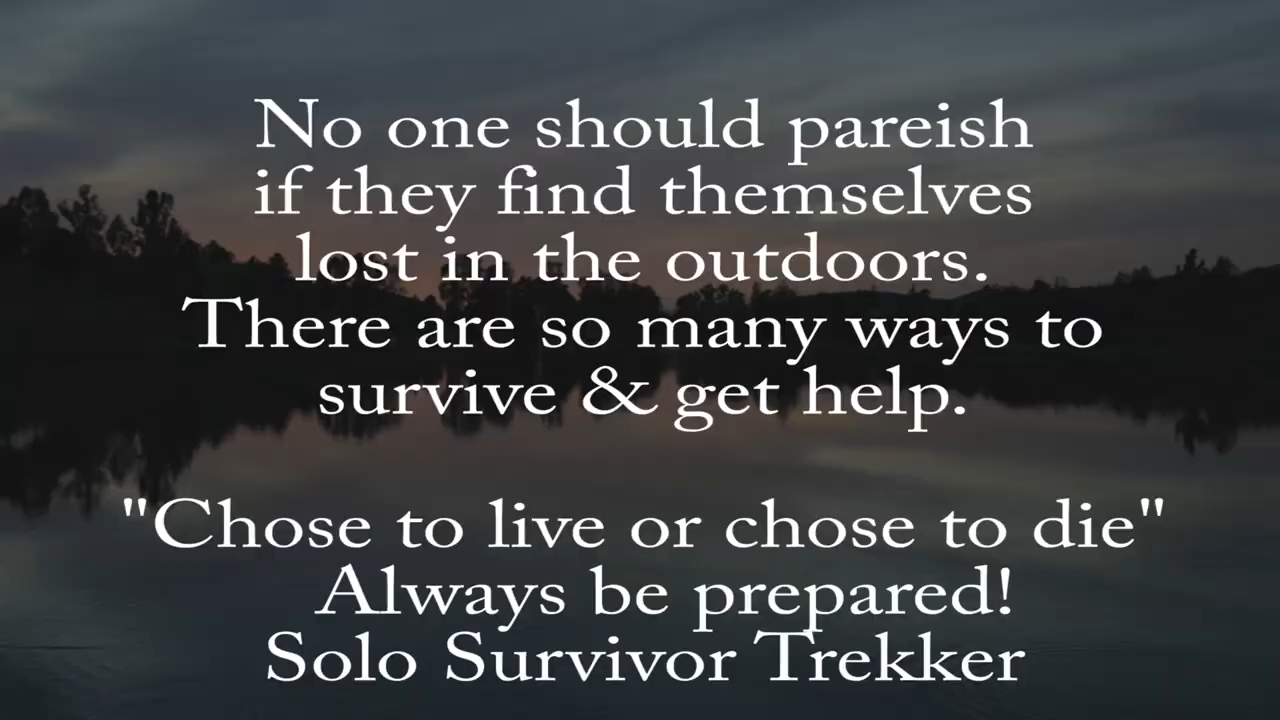 No one should pareish
if they find themselves
lost in the outdoors.
There are so many ways to
survive & get help.
"Chose to live or chose to die"
Always be prepared!
Solo Survivor Trekker